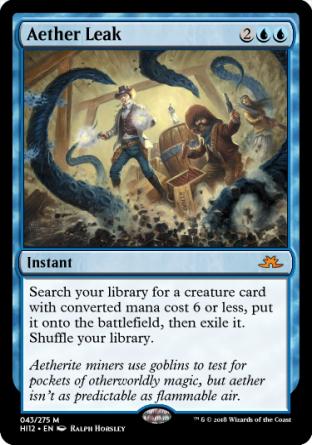 Aether Leak 2
Instant
Search your library for a creature card
with converted mana cost 6 or less, put
it onto the battlefield, then exile it.
Shuffle your library.
Aetherite miners use goblins to test for
pockets of otherworldly magic, but aether
isn't as predictable as flammable air.
043/275 M
HI12 • EN RALPH HORSLEY
™ & © 2018 Wizards of the Coast